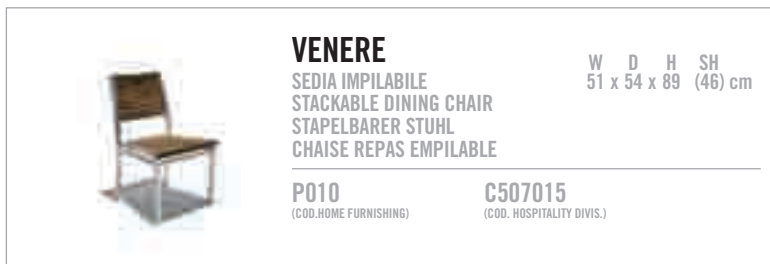 VENERE
SEDIA IMPILABILE
STACKABLE DINING CHAIR
STAPELBARER STUHL
CHAISE REPAS EMPILABLE
W D H SH
51 x 54 x 89 (46) cm
P010
(COD.HOME FURNISHING)
C507015
(COD. HOSPITALITY DIVIS.)